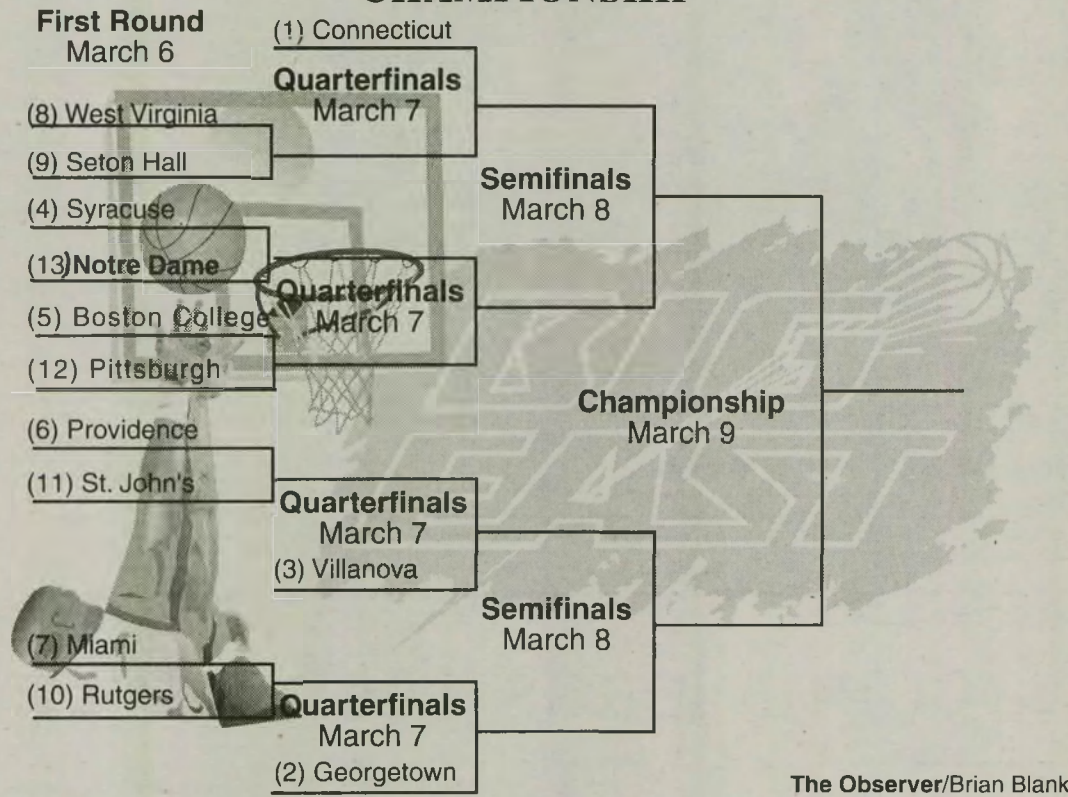 CHAMPIONSHIP
First Round
March 6
(1) Connecticut
Quarterfinals
March 7
(8) West Virginia
(9) Seton Hall
Semifinals
March 8
(4) Syracuse
(13)Notre Dame
Quarterfinals
March 7
(5) Boston College
(12) Pittsburgh
BIG
EAST
Championship
March 9
(6) Providence
(11) St. John's
Quarterfinals
March 7
(3) Villanova
Semifinals
March 8
(7) Miami
(10) Rutgers
Quarterfinals
March 7
(2) Georgetown
The Observer/Brian Blank